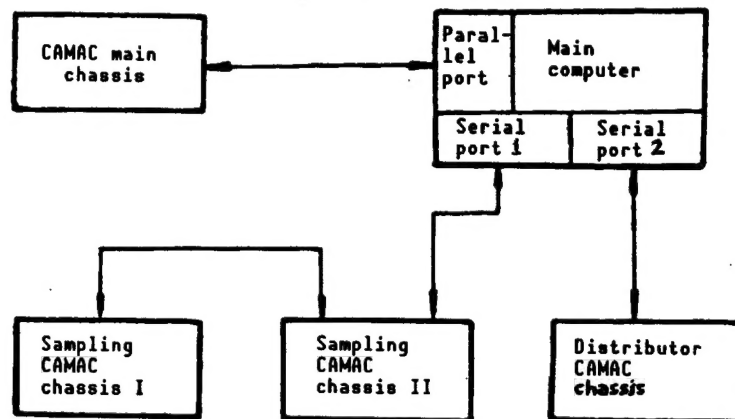 CAMAC main
chassis
Paral-
lel
port
Main
computer
Serial
port 1
Serial
port 2
Sampling
CAMAC
chassis I
Sampling
CAMAC
chassis II
Distributor
CAMAC
chassis